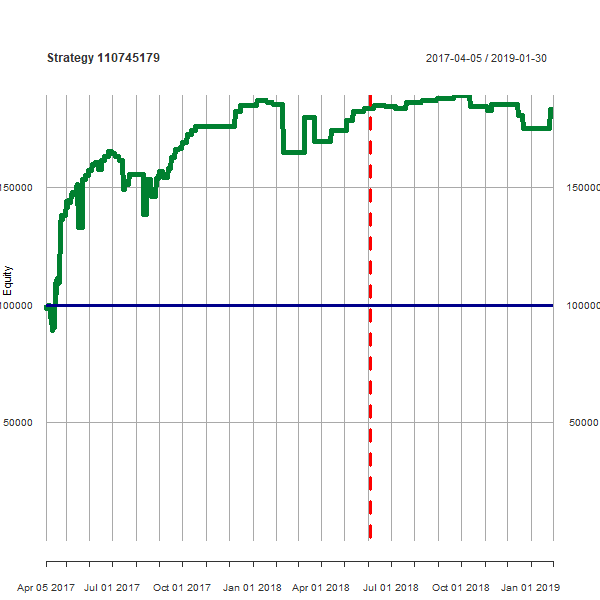 Strategy 110745179
2017-04-05 / 2019-01-30
150000
150000
Equity
100000
100000
50000
50000
Apr 05 2017
Jul 01 2017
Oct 01 2017
Jan 01 2018
Apr 01 2018
Jul 01 2018
Oct 01 2018
Jan 01 2019